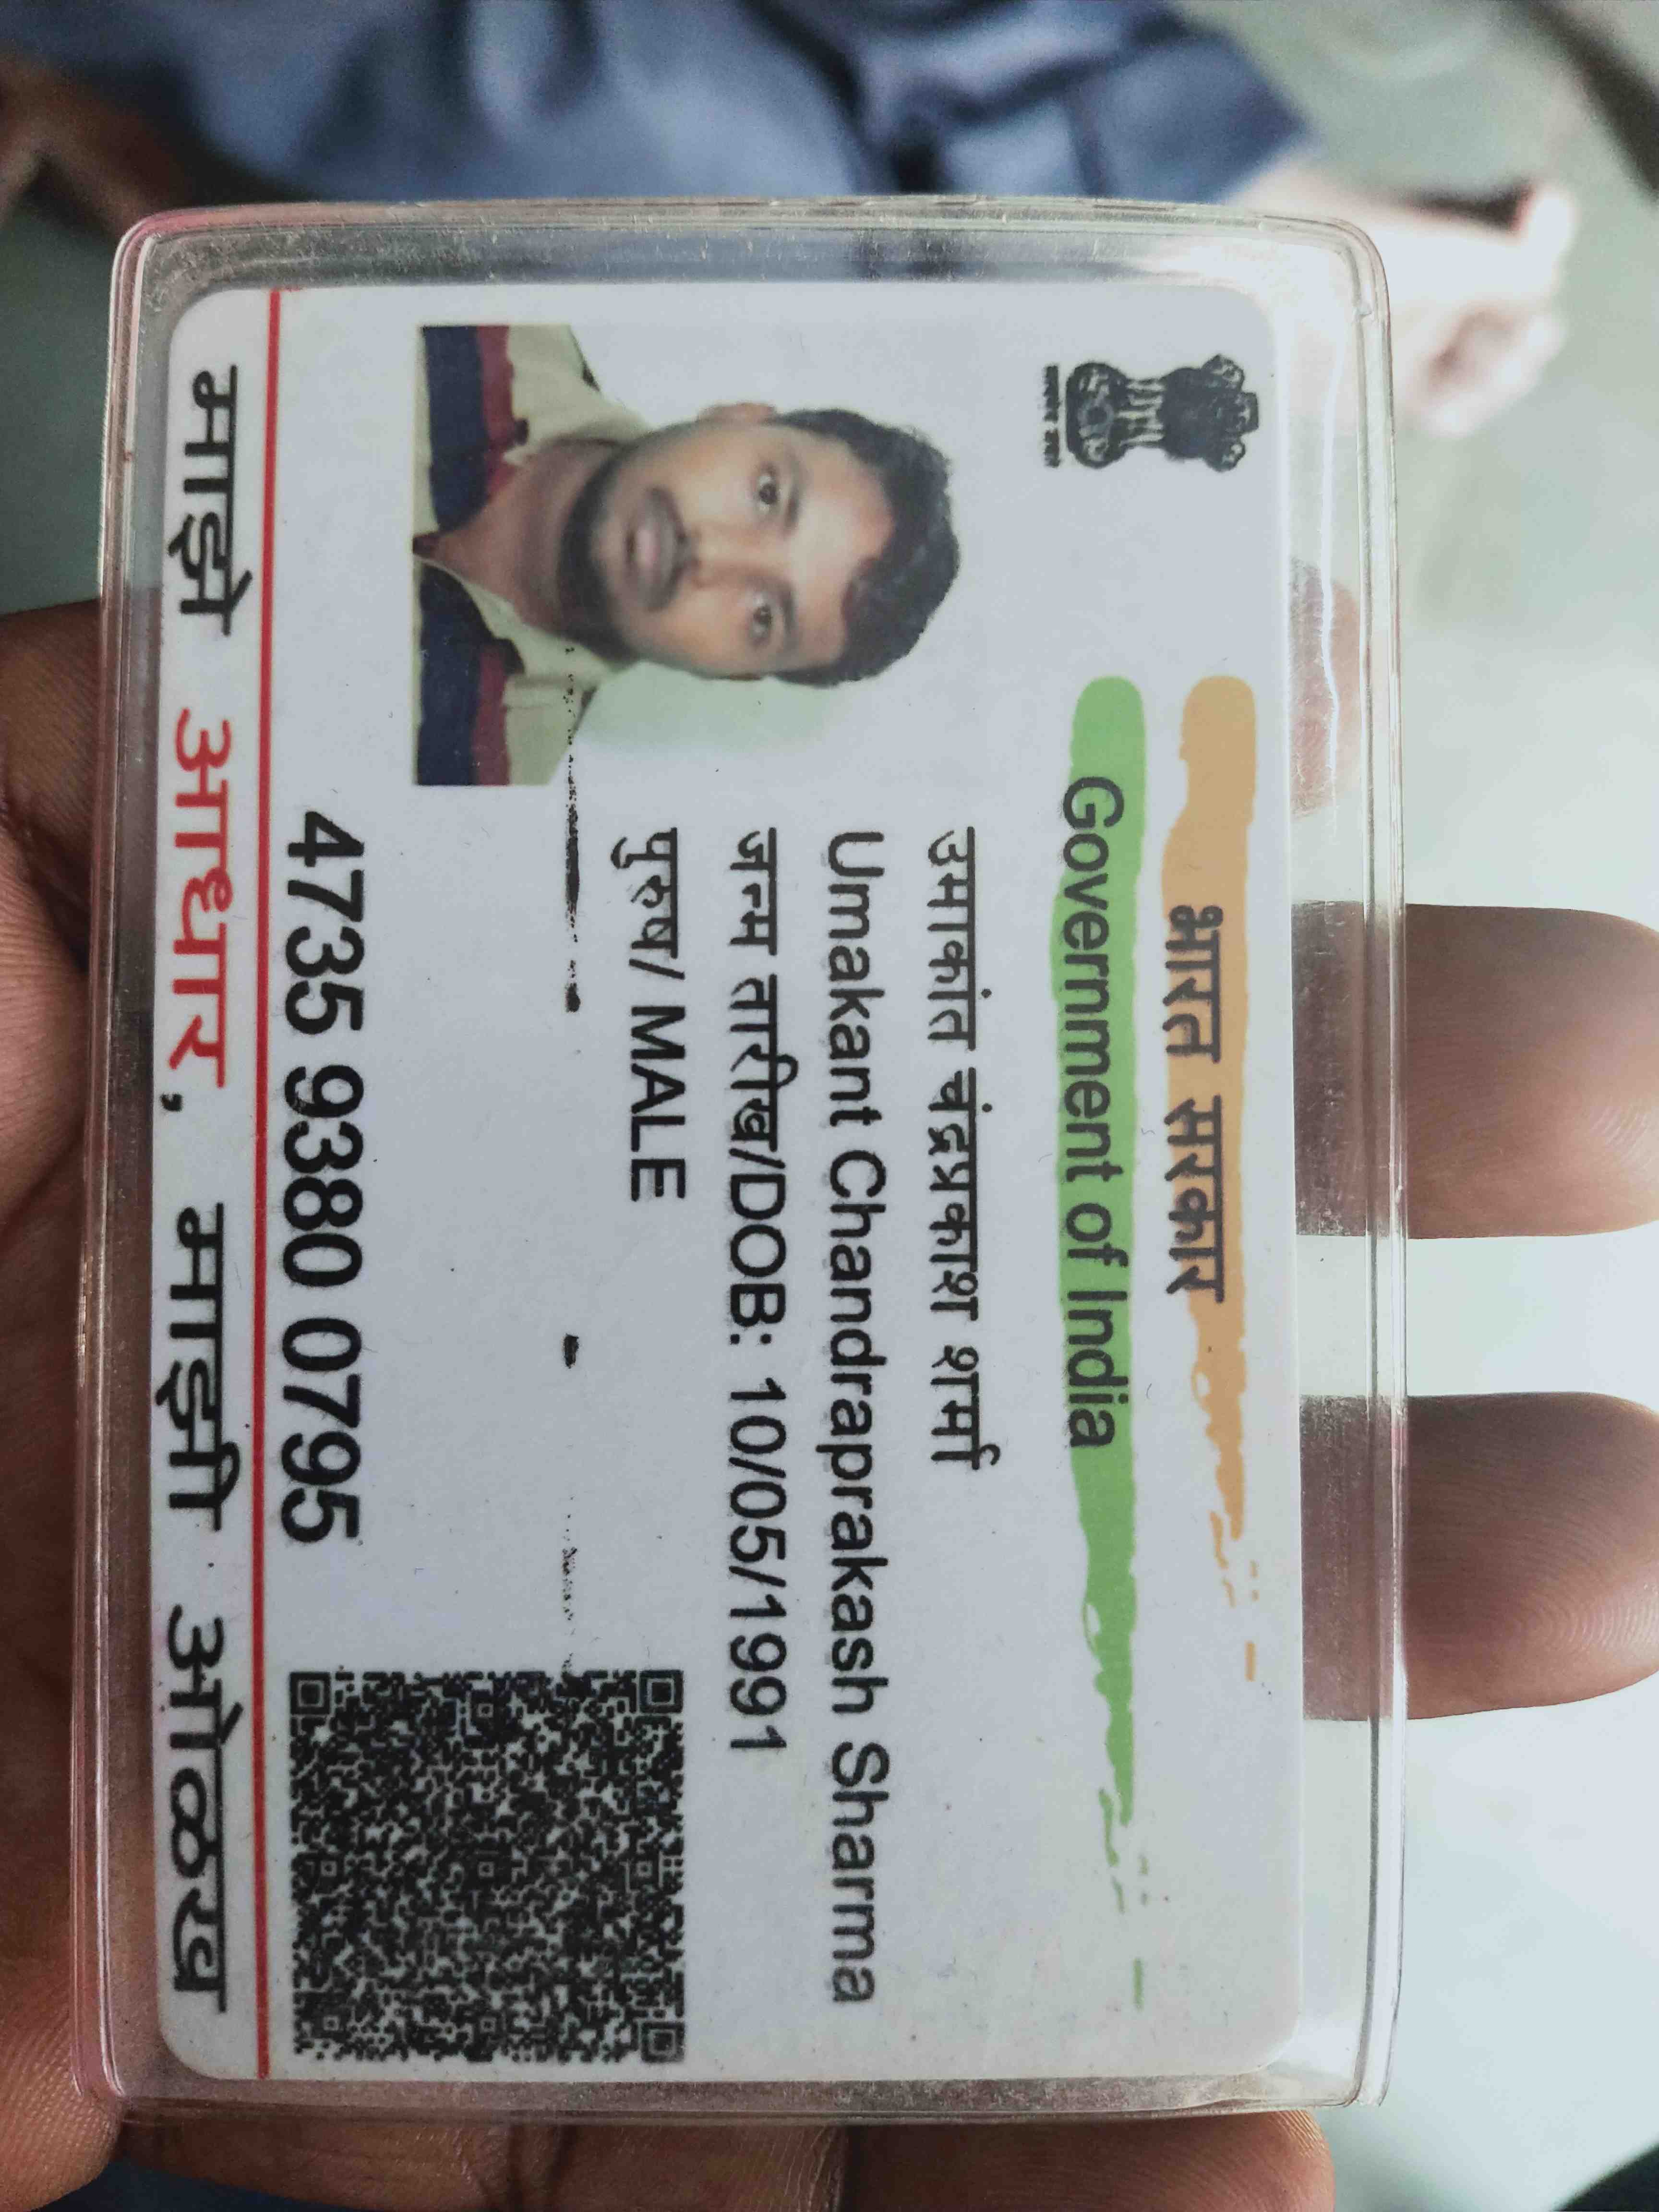 भारत सरकार
Government of India
उमाकांत चंद्रप्रकाश शर्मा
Umakant Chandraprakash Sharma
जन्म तारीख/DOB: 10/05/1991
पुरुष/ MALE
4735 9380 0795
माझे आधार, माझी ओळख